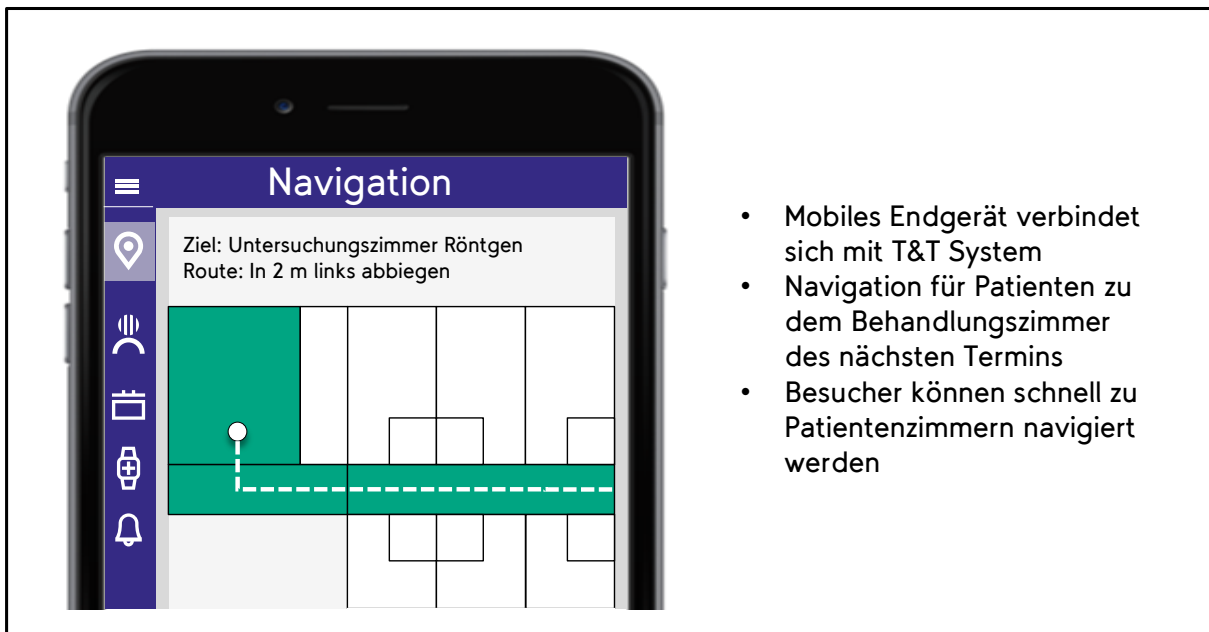 Navigation
Ziel: Untersuchungszimmer Röntgen
Route: In 2 m links abbiegen
• Mobiles Endgerät verbindet
sich mit T&T System
• Navigation für Patienten zu
dem Behandlungszimmer
des nächsten Termins
• Besucher können schnell zu
Patientenzimmern navigiert
werden